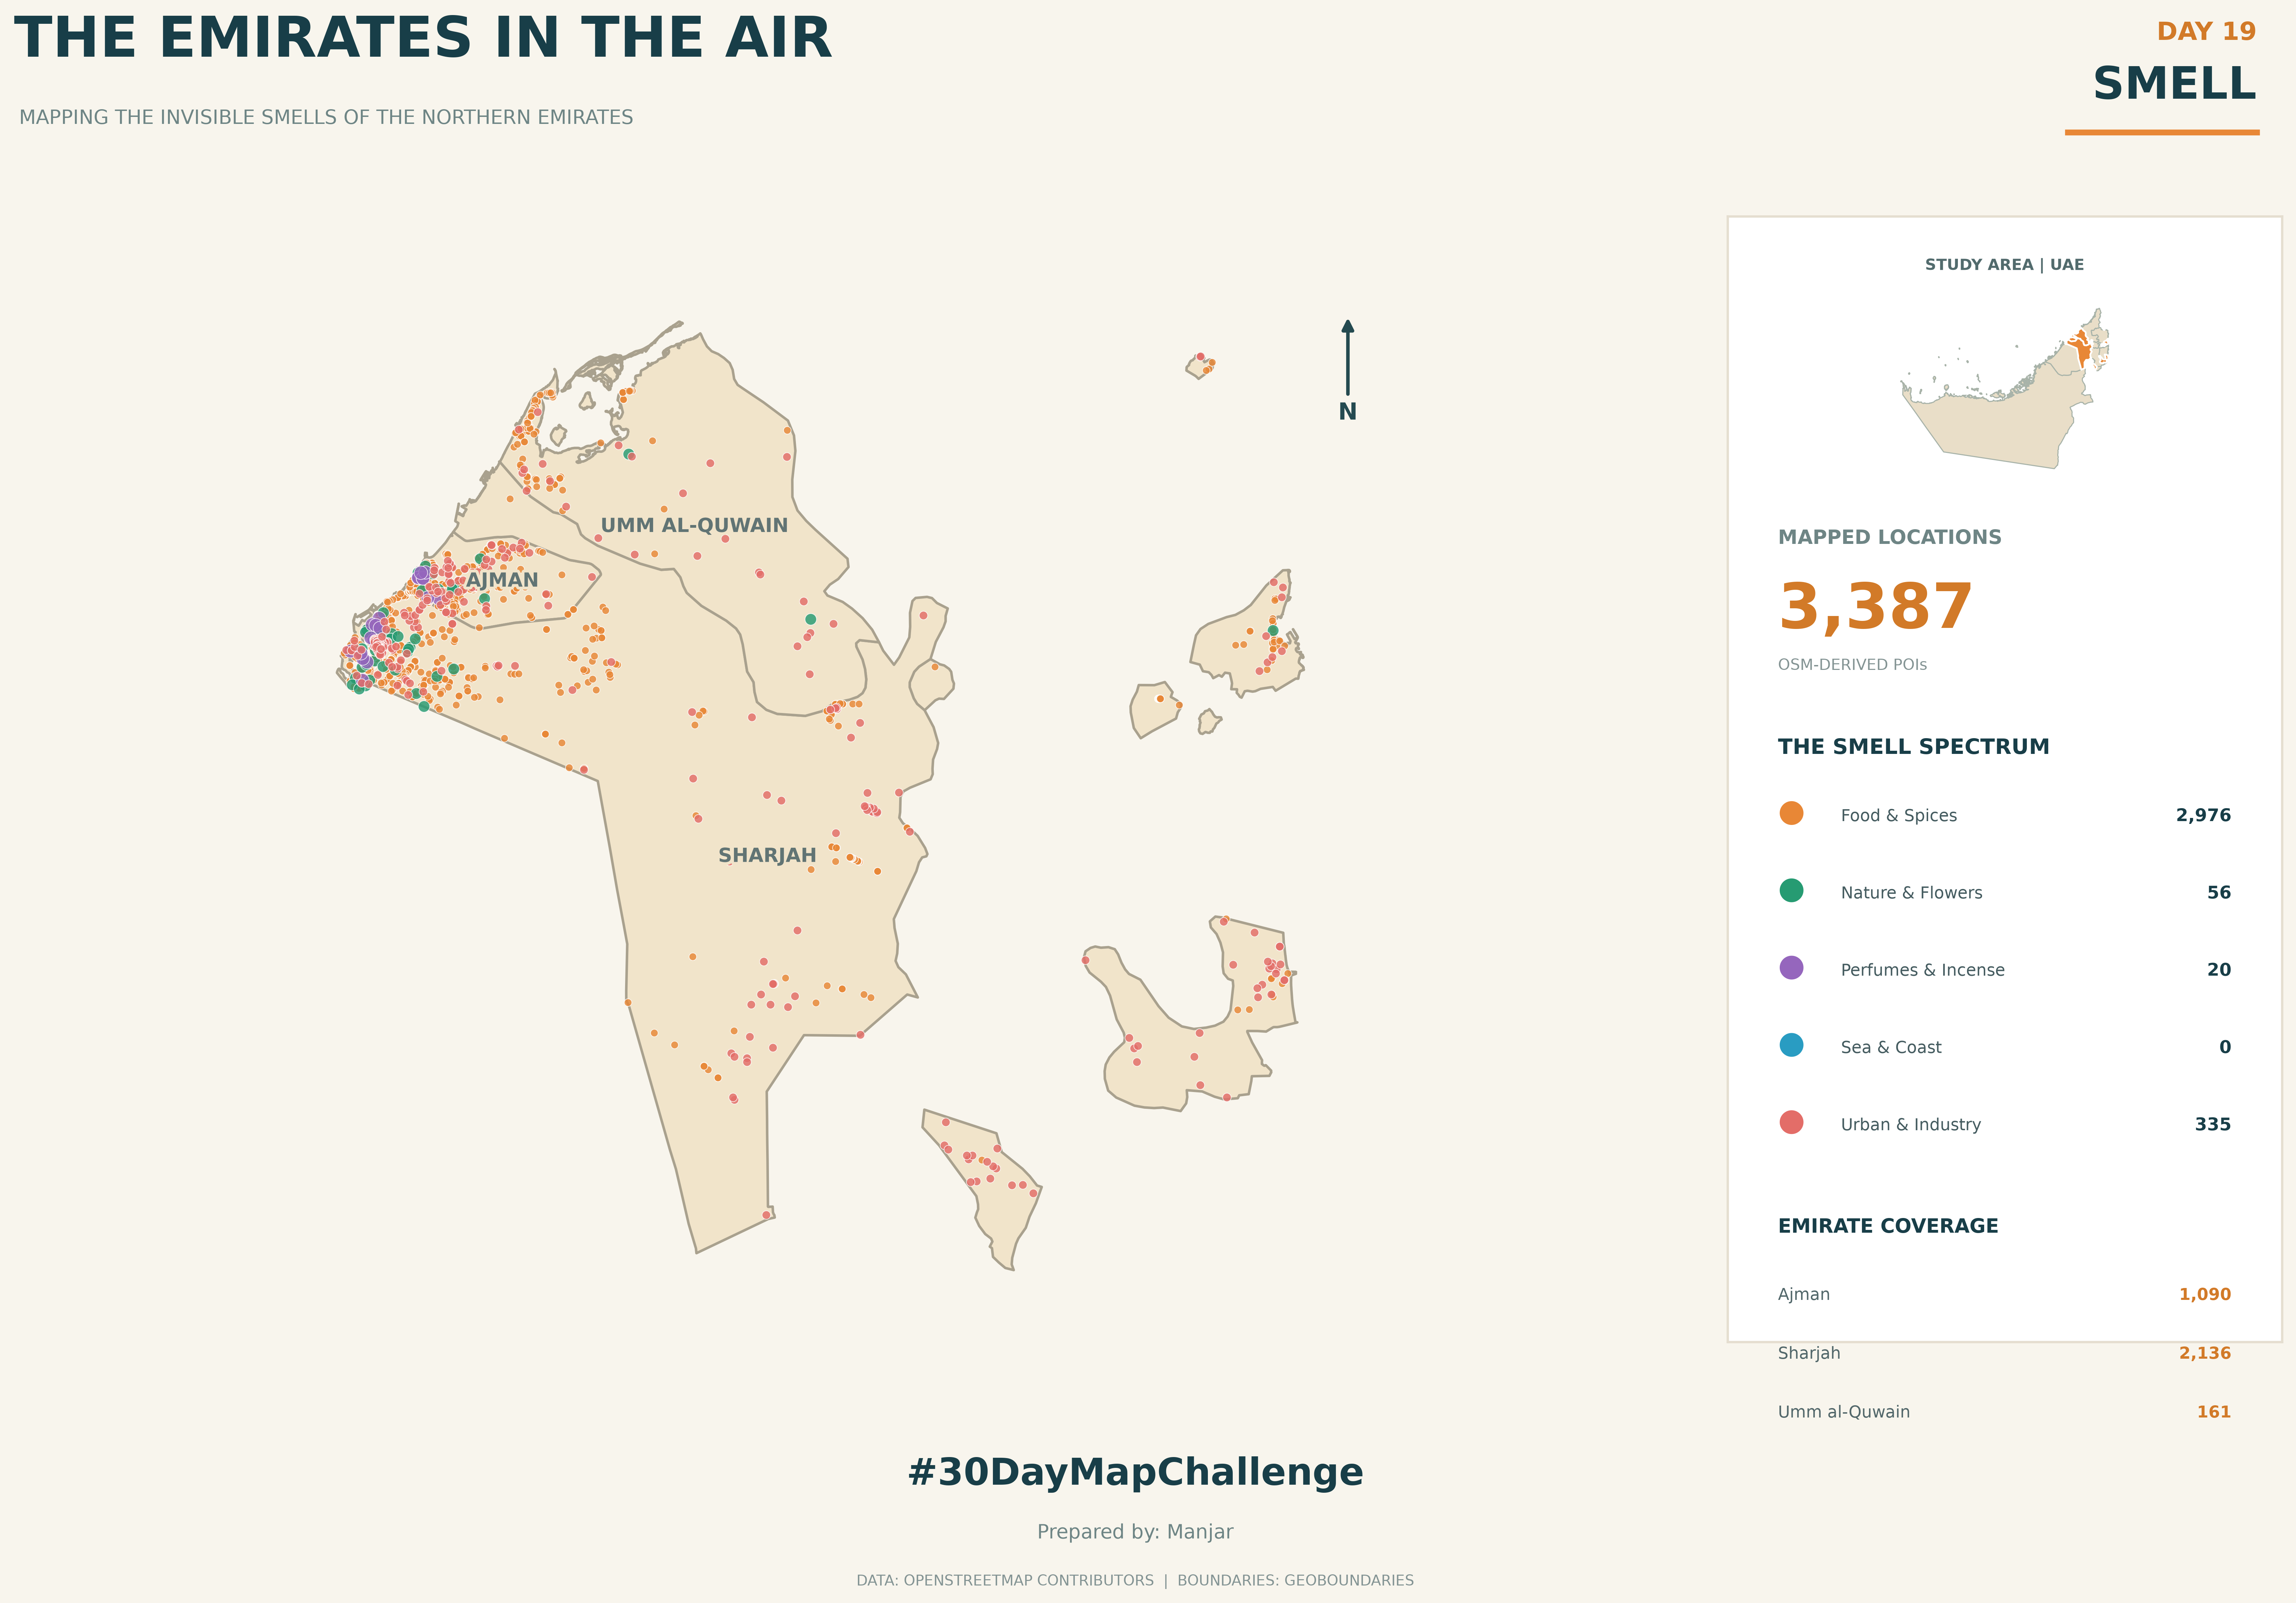 THE EMIRATES IN THE AIR
MAPPING THE INVISIBLE SMELLS OF THE NORTHERN EMIRATES
DAY 19
SMELL
N
UMM AL-QUWAIN
AJMAN
SHARJAH
STUDY AREA | UAE
MAPPED LOCATIONS
3,387
OSM-DERIVED POIs
THE SMELL SPECTRUM
Food & Spices 2,976
Nature & Flowers 56
Perfumes & Incense 20
Sea & Coast 0
Urban & Industry 335
EMIRATE COVERAGE
Ajman 1,090
Sharjah 2,136
Umm al-Quwain 161
#30DayMapChallenge
Prepared by: Manjar
DATA: OPENSTREETMAP CONTRIBUTORS | BOUNDARIES: GEOBOUNDARIES